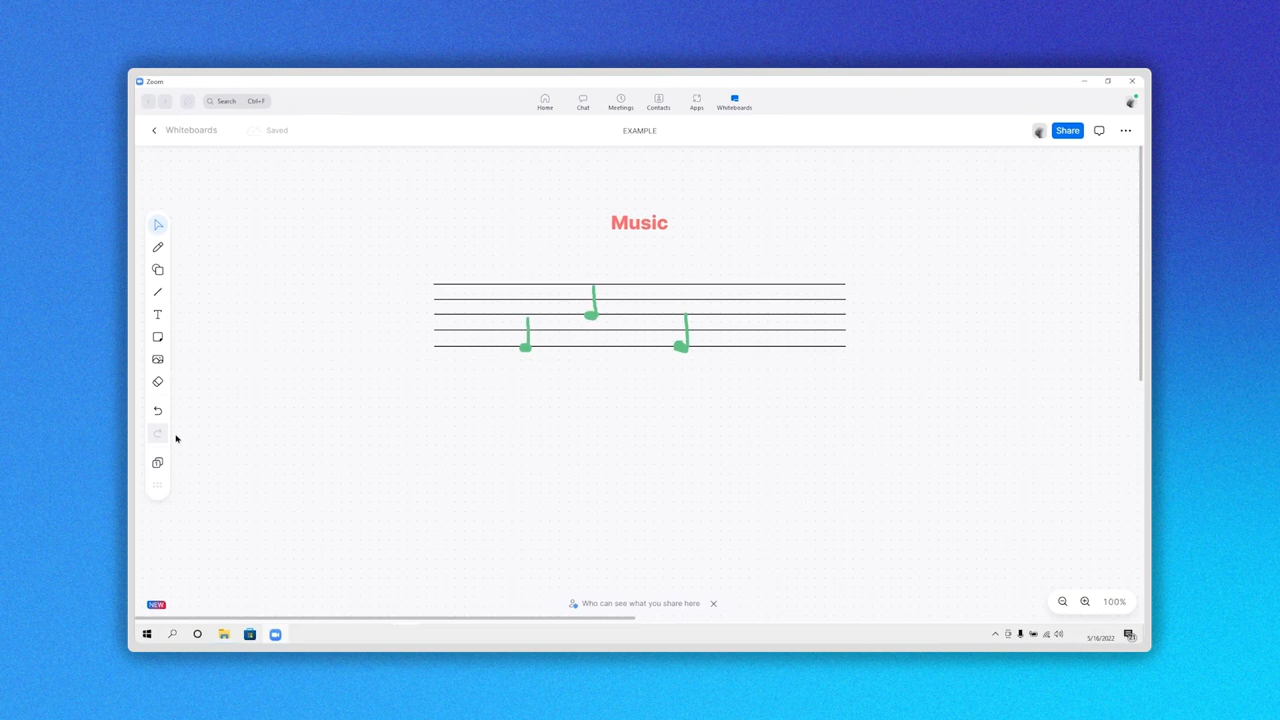 Zoom
Search Ctrl+F
Home Chat Meetings Contacts Apps Whiteboards
Whiteboards Saved EXAMPLE Share
Music
T
1
NEW Who can see what you share here 100%
5/16/2022